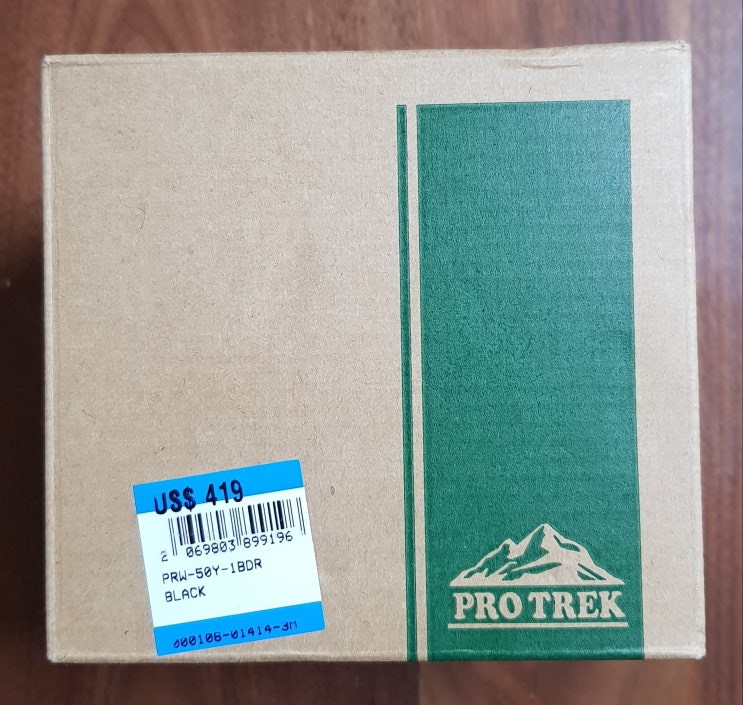 US$ 419
2 069803 899196
PRW-50Y-1BDR
BLACK
000106-01414-3M
PRO TREK